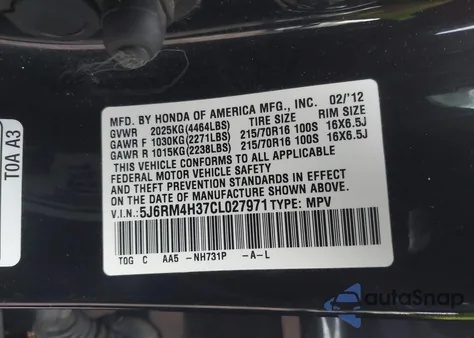 MFD. BY HONDA OF AMERICA MFG., INC. 02/'12
GVWR 2025KG(4464LBS) TIRE SIZE RIM SIZE
GAWR F 1030KG(2271LBS) 215/70R16 100S 16X6.5J
GAWR R 1015KG(2238LBS) 215/70R16 100S 16X6.5J
THIS VEHICLE CONFORMS TO ALL APPLICABLE
FEDERAL MOTOR VEHICLE SAFETY, BUMPER, AND
THEFT PREVENTION STANDARDS IN EFFECT ON
THE DATE OF MANUFACTURE SHOWN ABOVE.
V.I.N: 5J6RM4H37CL027971 TYPE: MPV
TOG C AA5 -NH731P -A-L
TOA A3
autoSnap